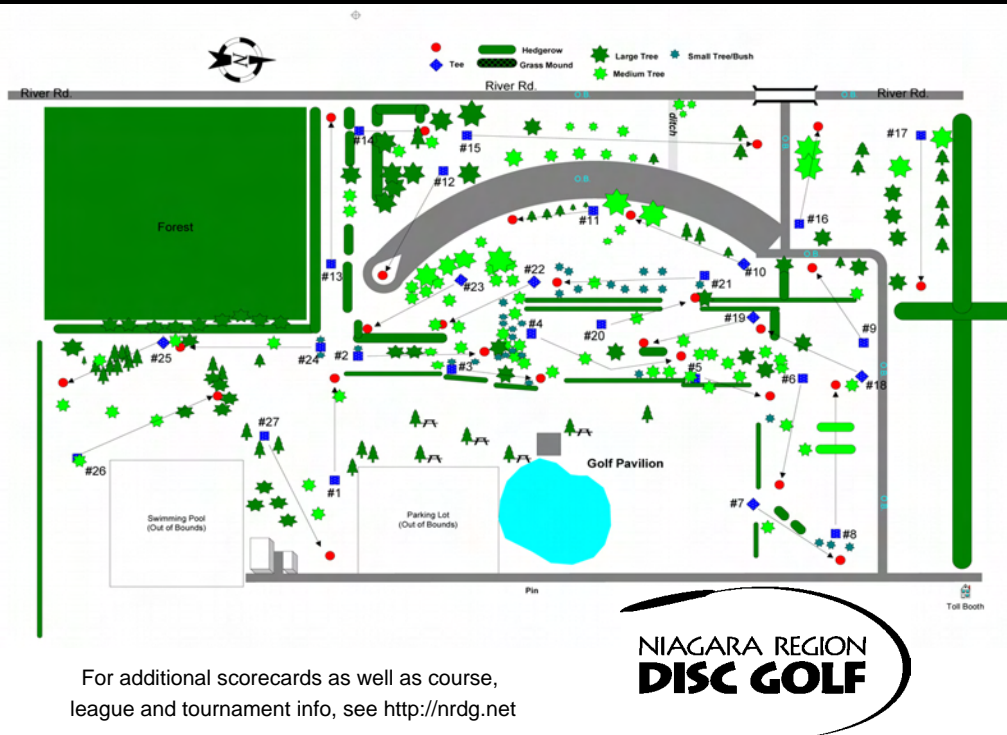 N
Hedgerow
Large Tree
Small Tree/Bush
Tee
Grass Mound
Medium Tree
River Rd.
River Rd.
River Rd.
O.B.
O.B.
#14
#15
ditch
O.B.
#17
#12
O.B.
#16
#11
Forest
#13
#10
O.B.
#22
#23
#21
#4
#20
#19
#9
#25
#24
#2
#3
#5
#6
#18
O.B.
#26
#27
#1
Golf Pavilion
Swimming Pool
(Out of Bounds)
Parking Lot
(Out of Bounds)
#7
O.B.
#8
Pin
Toll Booth
NIAGARA REGION
DISC GOLF
For additional scorecards as well as course,
league and tournament info, see http://nrdg.net